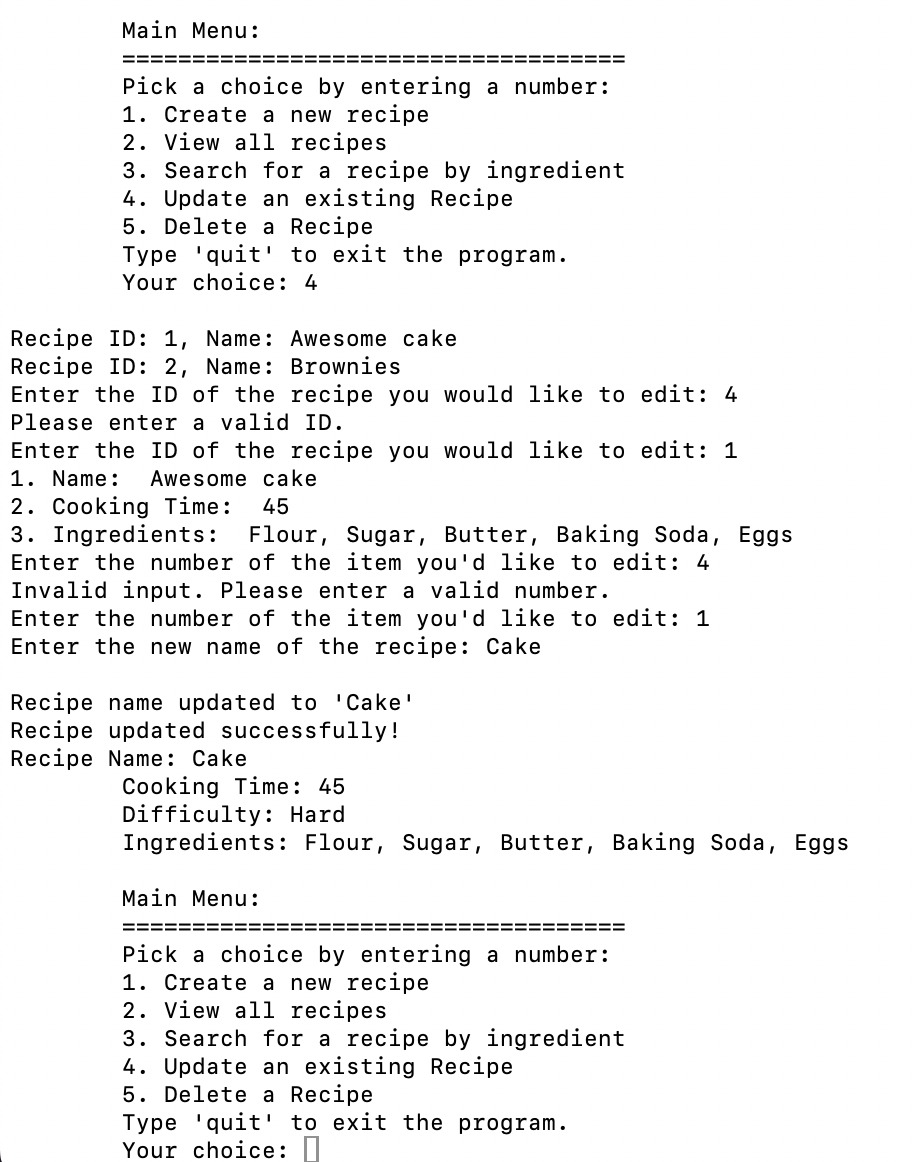 Main Menu:
====================================
Pick a choice by entering a number:
1. Create a new recipe
2. View all recipes
3. Search for a recipe by ingredient
4. Update an existing Recipe
5. Delete a Recipe
Type 'quit' to exit the program.
Your choice: 4
Recipe ID: 1, Name: Awesome cake
Recipe ID: 2, Name: Brownies
Enter the ID of the recipe you would like to edit: 4
Please enter a valid ID.
Enter the ID of the recipe you would like to edit: 1
1. Name:  Awesome cake
2. Cooking Time:  45
3. Ingredients:  Flour, Sugar, Butter, Baking Soda, Eggs
Enter the number of the item you'd like to edit: 4
Invalid input. Please enter a valid number.
Enter the number of the item you'd like to edit: 1
Enter the new name of the recipe: Cake
Recipe name updated to 'Cake'
Recipe updated successfully!
Recipe Name: Cake
Cooking Time: 45
Difficulty: Hard
Ingredients: Flour, Sugar, Butter, Baking Soda, Eggs
Main Menu:
====================================
Pick a choice by entering a number:
1. Create a new recipe
2. View all recipes
3. Search for a recipe by ingredient
4. Update an existing Recipe
5. Delete a Recipe
Type 'quit' to exit the program.
Your choice: